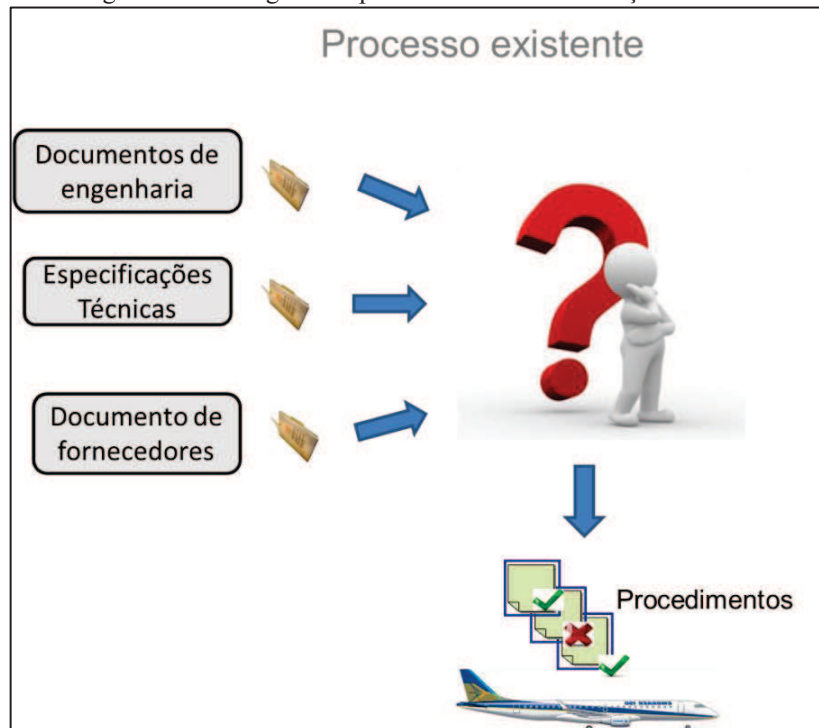 Processo existente
Documentos de
engenharia
Especificações
Técnicas
Documento de
fornecedores
Procedimentos